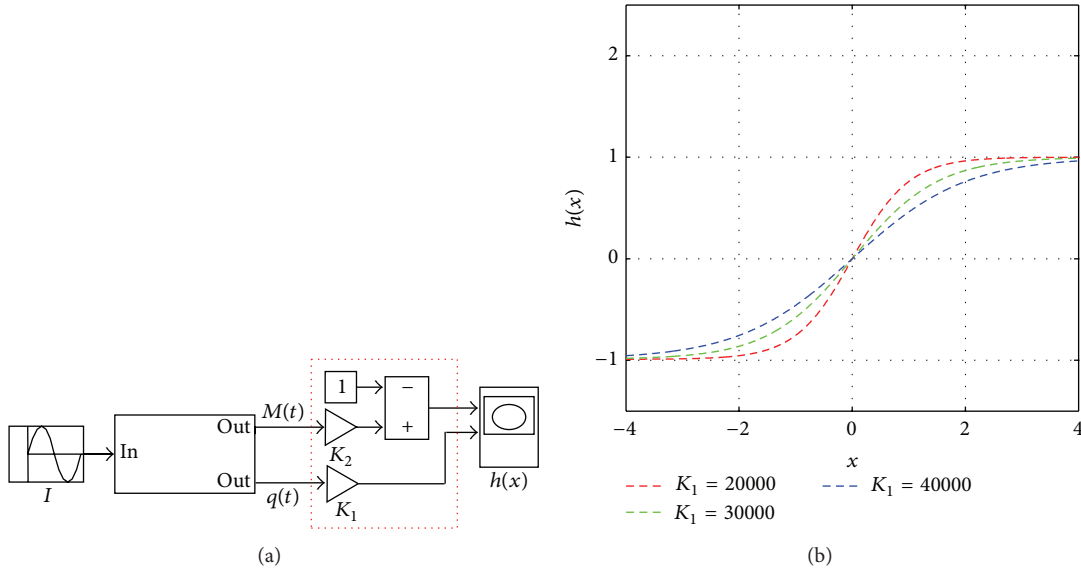 I
In
Out
Out
M(t)
q(t)
1
−
+
K2
K1
h(x)
(a)
h(x)
2
1
0
−1
−4
−2
0
2
4
x
K1 = 20000
K1 = 40000
K1 = 30000
(b)